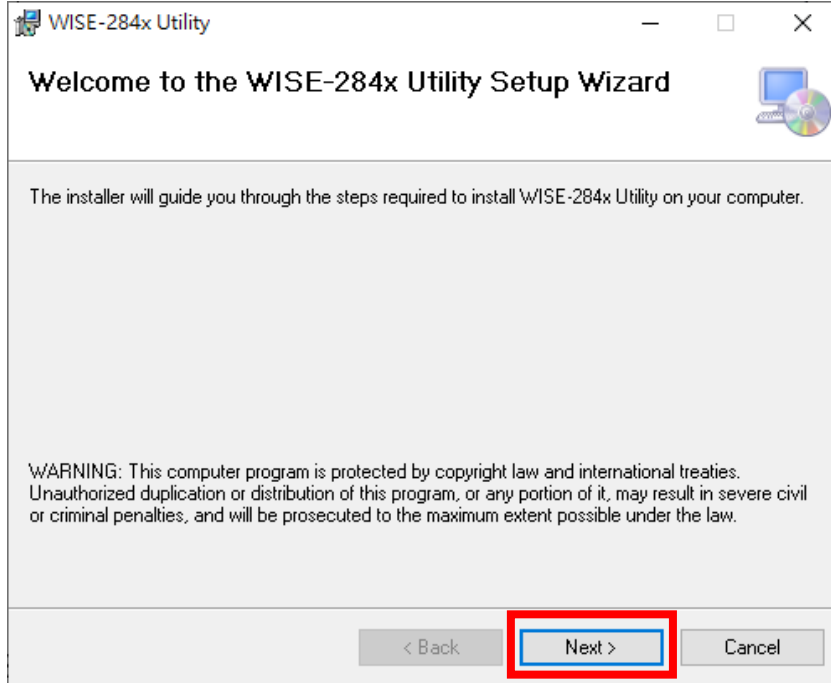 WISE-284x Utility
Welcome to the WISE-284x Utility Setup Wizard
The installer will guide you through the steps required to install WISE-284x Utility on your computer.
WARNING: This computer program is protected by copyright law and international treaties.
Unauthorized duplication or distribution of this program, or any portion of it, may result in severe civil
or criminal penalties, and will be prosecuted to the maximum extent possible under the law.
< Back Next > Cancel